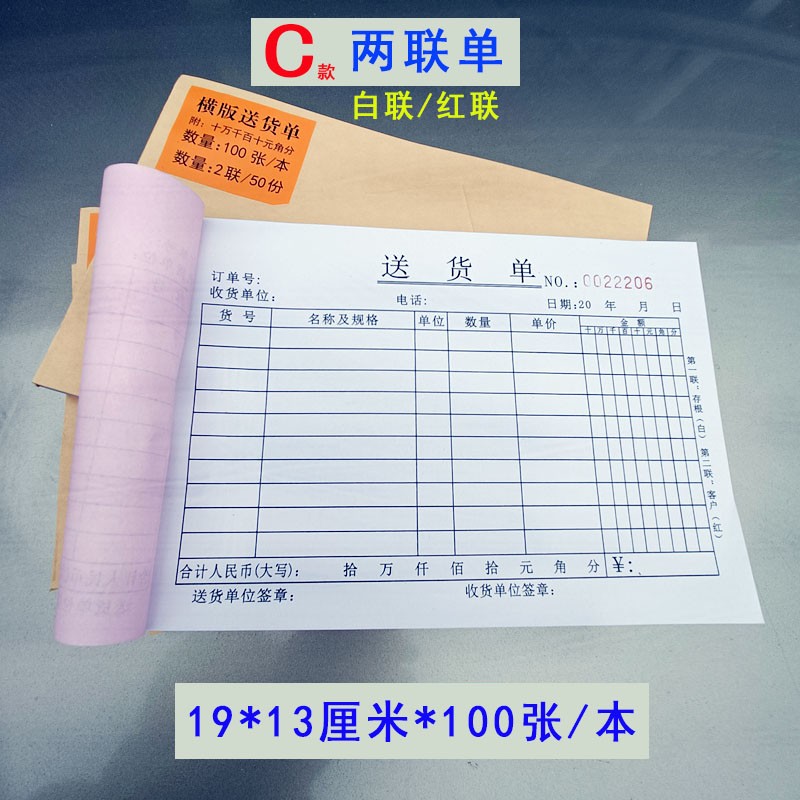 C款 两联单
白联/红联
横版送货单
附：十万千百十元角分
数量：100 张/本
数量：2联/50份
送 货 单
NO.：0022206
订单号：
收货单位： 电话： 日期：20 年 月 日
货 号 名称及规格 单位 数量 单价 金 额
十 万 千 百 十 元 角 分
第一联：存根（白） 第二联：客户（红）
合计人民币（大写）： 拾 万 仟 佰 拾 元 角 分 ¥：
送货单位签章： 收货单位签章：
19*13厘米*100张/本